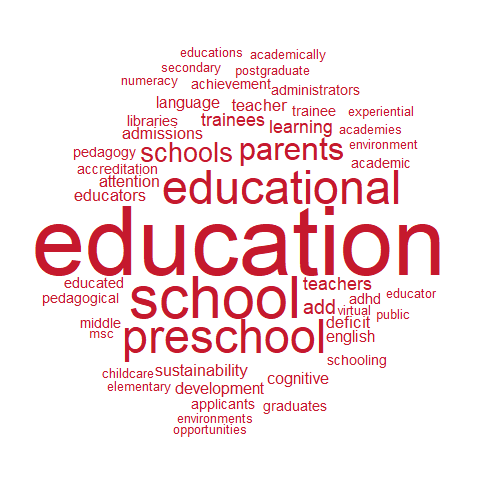 educations academically
secondary postgraduate
numeracy achievement administrators
language teacher trainee experiential
libraries trainees learning academies
admissions environment
pedagogy schools parents academic
accreditation
attention educational
educators
education
educated school teachers
pedagogical add adhd educator
virtual public
middle preschool deficit
msc english
schooling
childcare sustainability cognitive
elementary development
applicants graduates
environments
opportunities